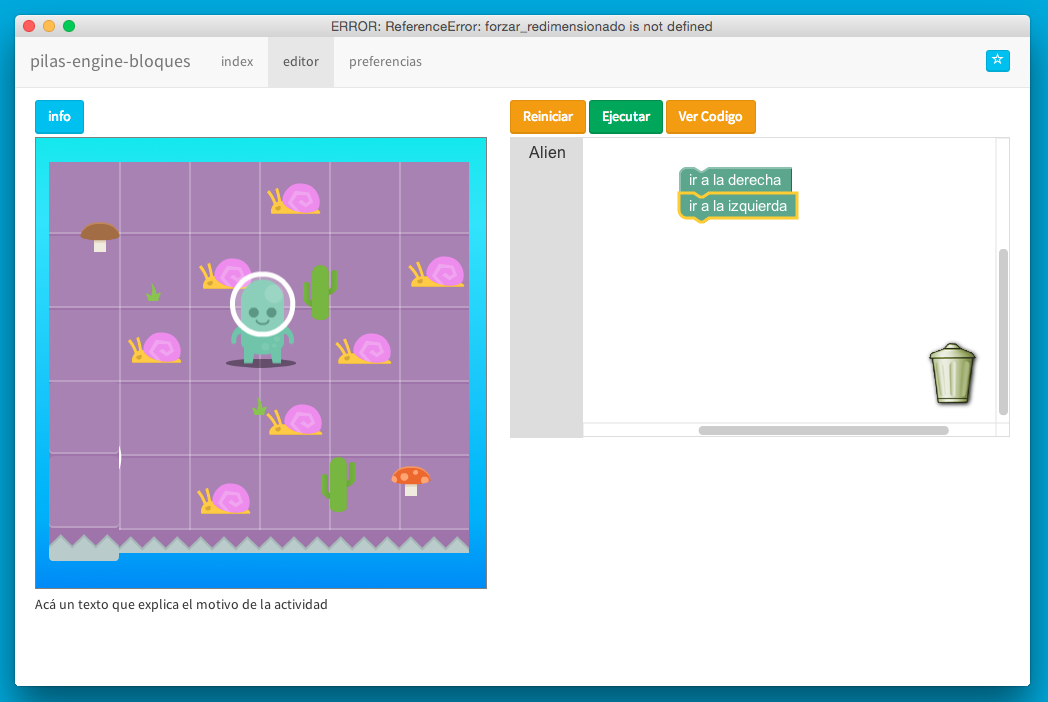 ERROR: ReferenceError: forzar_redimensionado is not defined
pilas-engine-bloques index editor preferencias
info
Reiniciar Ejecutar Ver Codigo
Alien
ir a la derecha
ir a la izquierda
Acá un texto que explica el motivo de la actividad